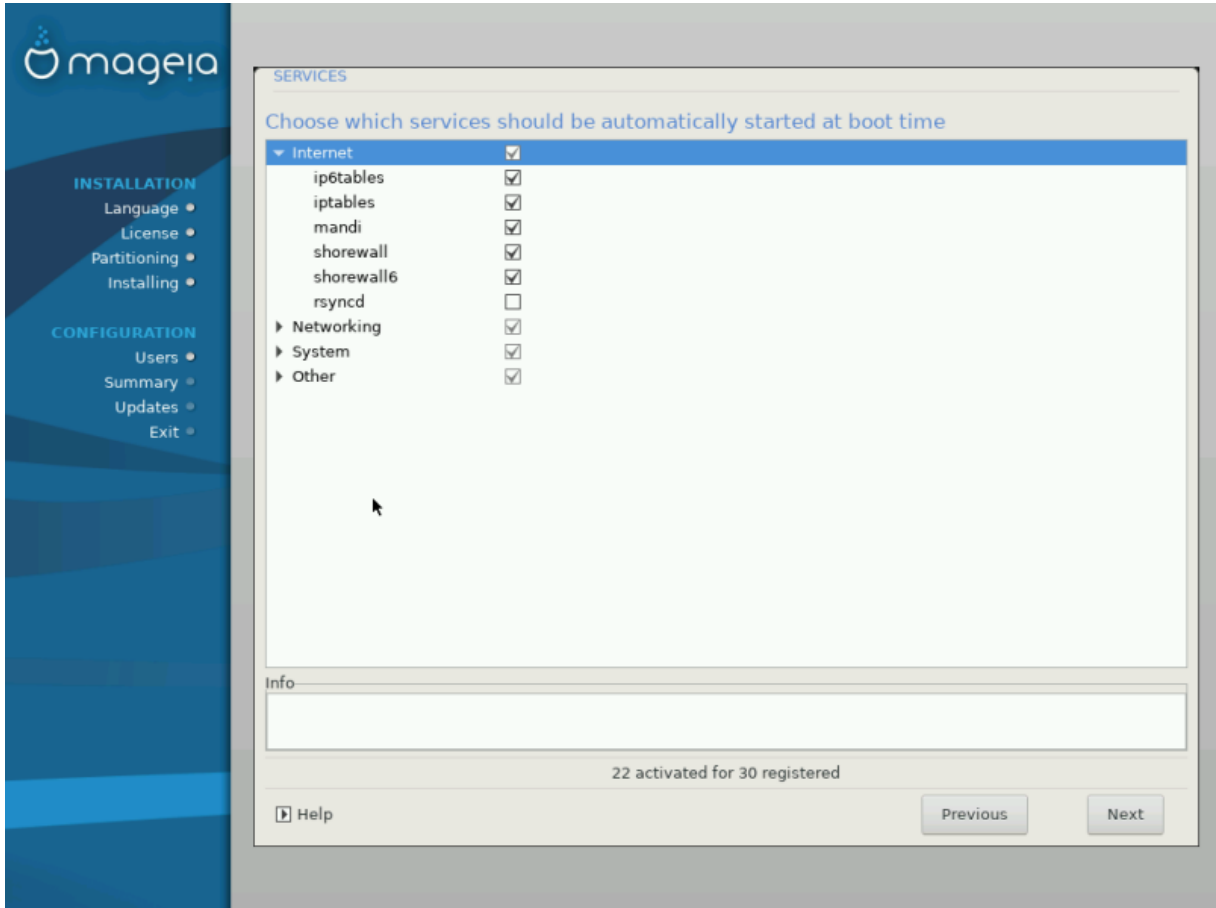 mageia
INSTALLATION
Language
License
Partitioning
Installing
CONFIGURATION
Users
Summary
Updates
Exit
SERVICES
Choose which services should be automatically started at boot time
Internet
ip6tables
iptables
mandi
shorewall
shorewall6
rsyncd
Networking
System
Other
Info
22 activated for 30 registered
Help
Previous
Next